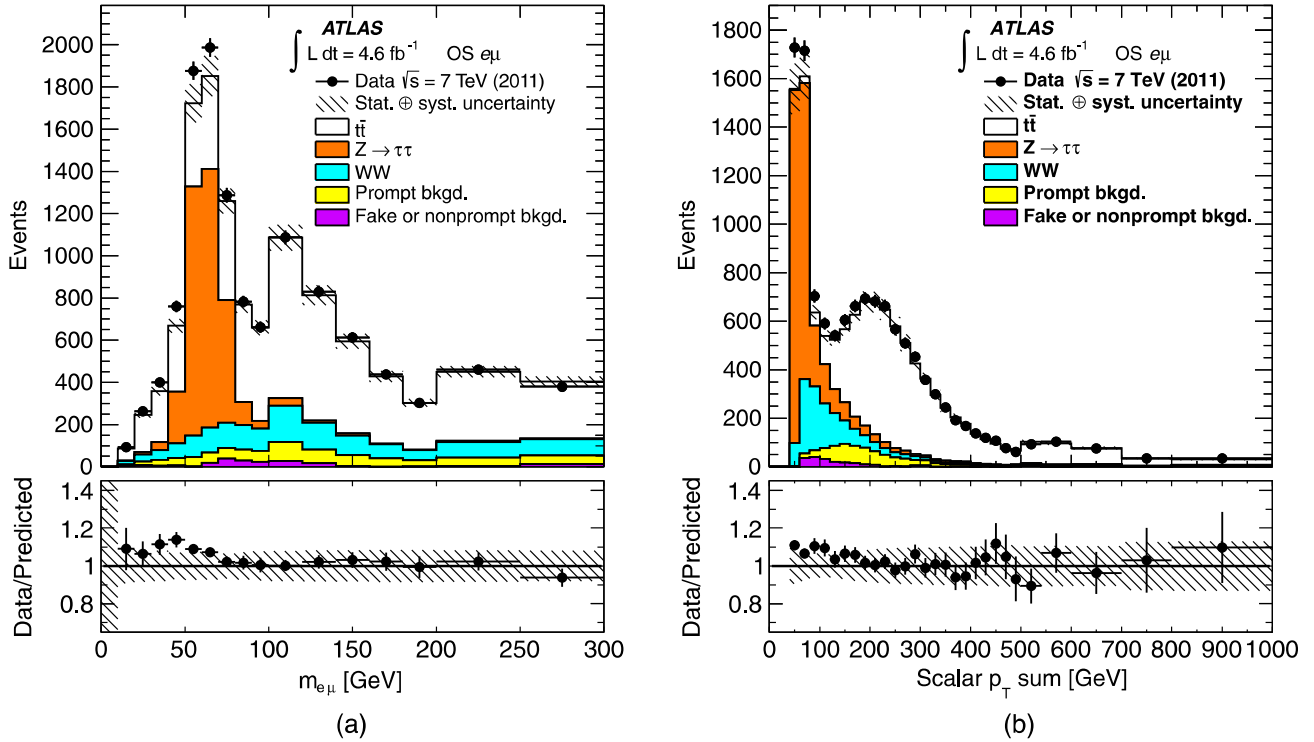 ATLAS
∫ L dt = 4.6 fb⁻¹ OS eμ
Data √s = 7 TeV (2011)
Stat. ⊕ syst. uncertainty
tt̄
Z → ττ
WW
Prompt bkgd.
Fake or nonprompt bkgd.
Events
2000
1800
1600
1400
1200
1000
800
600
400
200
0
Data/Predicted
1.4
1.2
1
0.8
0 50 100 150 200 250 300
m_eμ [GeV]
(a)
ATLAS
∫ L dt = 4.6 fb⁻¹ OS eμ
Data √s = 7 TeV (2011)
Stat. ⊕ syst. uncertainty
tt̄
Z → ττ
WW
Prompt bkgd.
Fake or nonprompt bkgd.
Events
1800
1600
1400
1200
1000
800
600
400
200
0
Data/Predicted
1.4
1.2
1
0.8
0 100 200 300 400 500 600 700 800 900 1000
Scalar p_T sum [GeV]
(b)